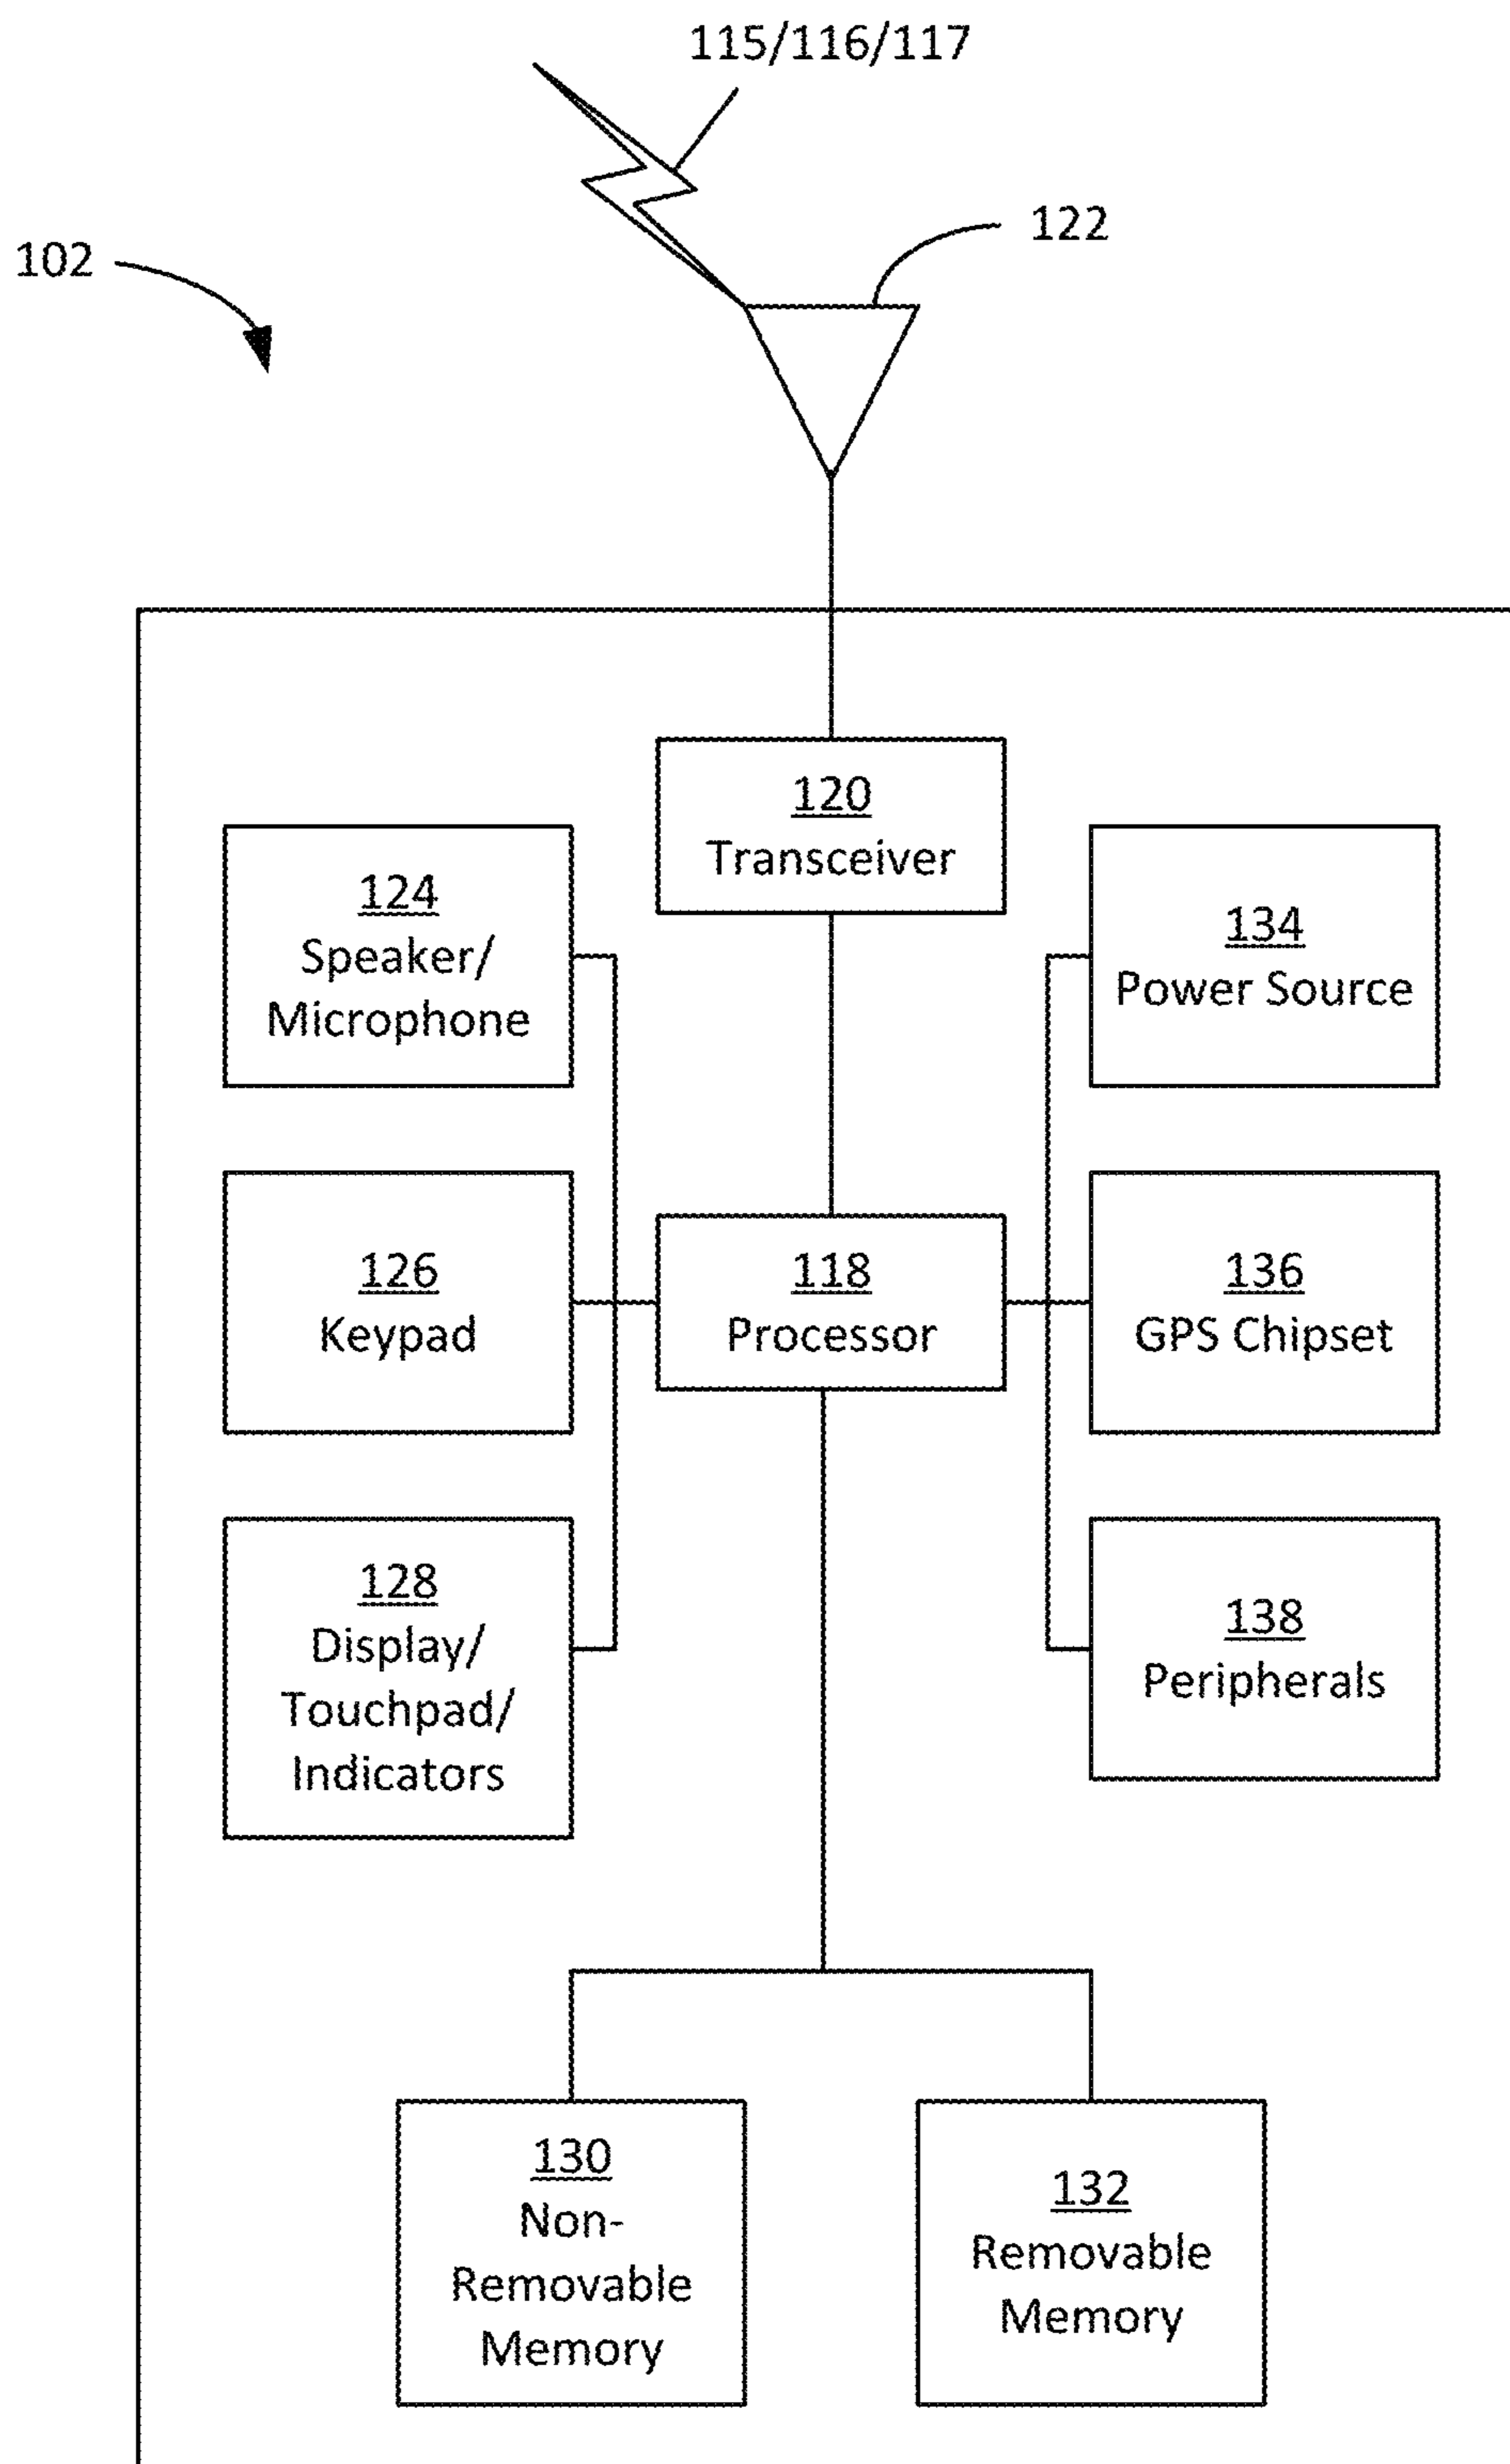 115/116/117
122
102
120
Transceiver
124
Speaker/
Microphone
134
Power Source
126
Keypad
118
Processor
136
GPS Chipset
128
Display/
Touchpad/
Indicators
138
Peripherals
130
Non-
Removable
Memory
132
Removable
Memory